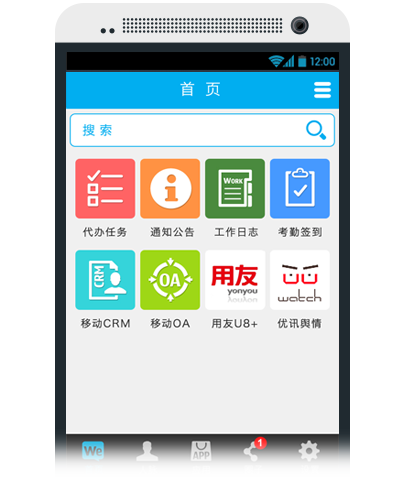 12:00
首 页
搜 索
WORK
代办任务 通知公告 工作日志 考勤签到
CRM OA 用友 yonyou watch
移动CRM 移动OA 用友U8+ 优讯舆情
We APP 1